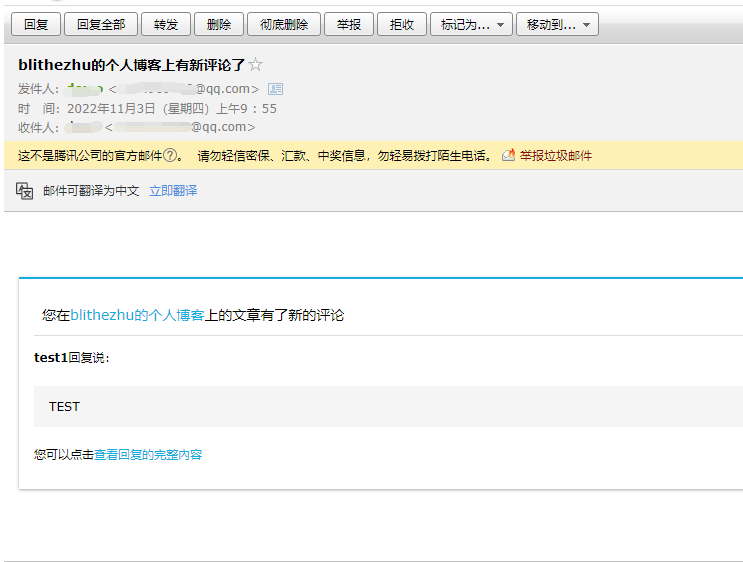 回复 回复全部 转发 删除 彻底删除 举报 拒收 标记为... 移动到...
blithezhu的个人博客上有新评论了
发件人： < @qq.com>
时 间： 2022年11月3日（星期四）上午9：55
收件人： < @qq.com>
这不是腾讯公司的官方邮件?。 请勿轻信密保、汇款、中奖信息，勿轻易拨打陌生电话。 举报垃圾邮件
邮件可翻译为中文 立即翻译
您在blithezhu的个人博客上的文章有了新的评论
test1回复说：
TEST
您可以点击查看回复的完整内容